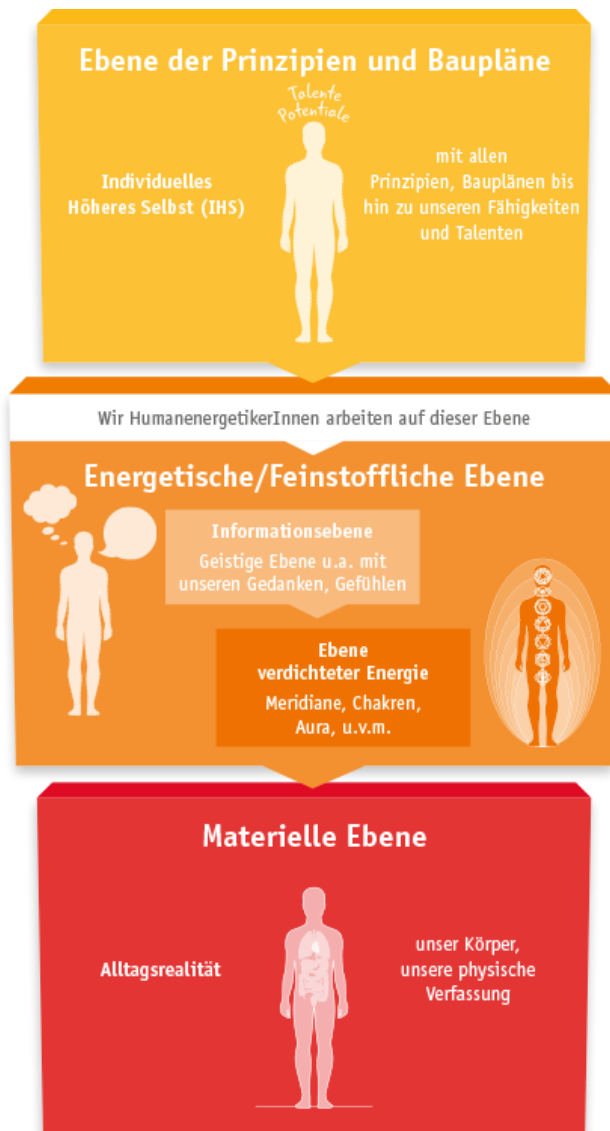 Ebene der Prinzipien und Baupläne
Talente
Potentiale
Individuelles
Höheres Selbst (IHS)
mit allen
Prinzipien, Bauplänen bis
hin zu unseren Fähigkeiten
und Talenten
Wir HumanenergetikerInnen arbeiten auf dieser Ebene
Energetische/Feinstoffliche Ebene
Informationsebene
Geistige Ebene u.a. mit
unseren Gedanken, Gefühlen
Ebene
verdichteter Energie
Meridiane, Chakren,
Aura, u.v.m.
Materielle Ebene
Alltagsrealität
unser Körper,
unsere physische
Verfassung